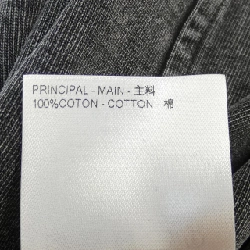 PRINCIPAL - MAIN - 主料
100%COTON - COTTON - 棉